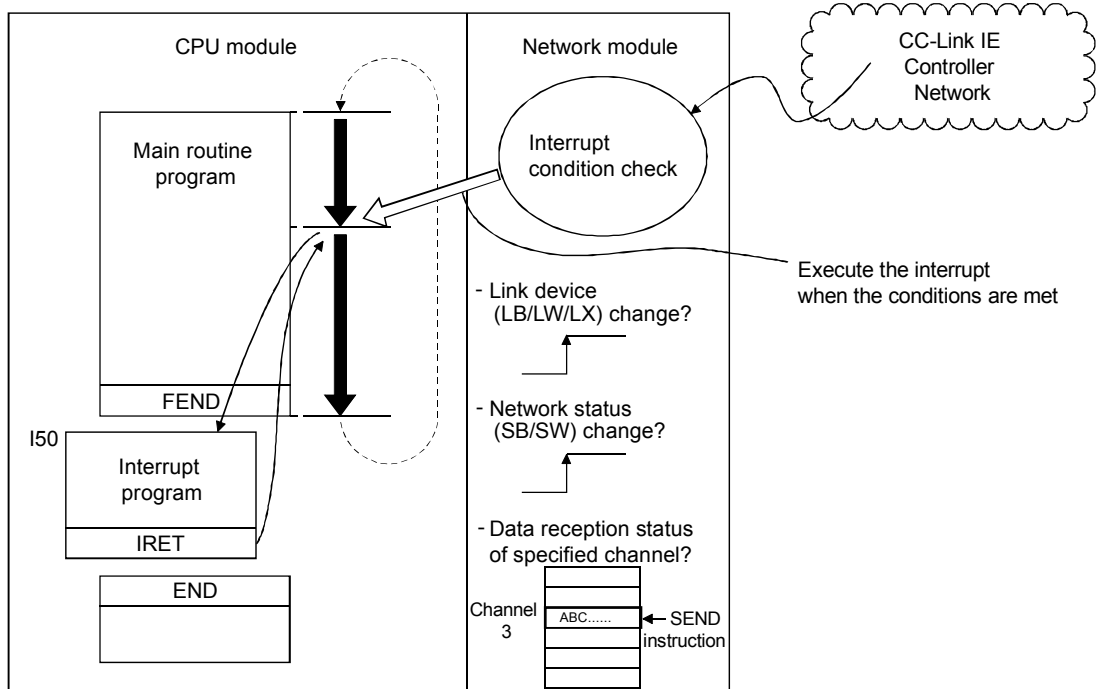 CPU module
Main routine
program
FEND
I50
Interrupt
program
IRET
END
Network module
Interrupt
condition check
- Link device
(LB/LW/LX) change?
- Network status
(SB/SW) change?
- Data reception status
of specified channel?
Channel
3
ABC......
SEND
instruction
CC-Link IE
Controller
Network
Execute the interrupt
when the conditions are met